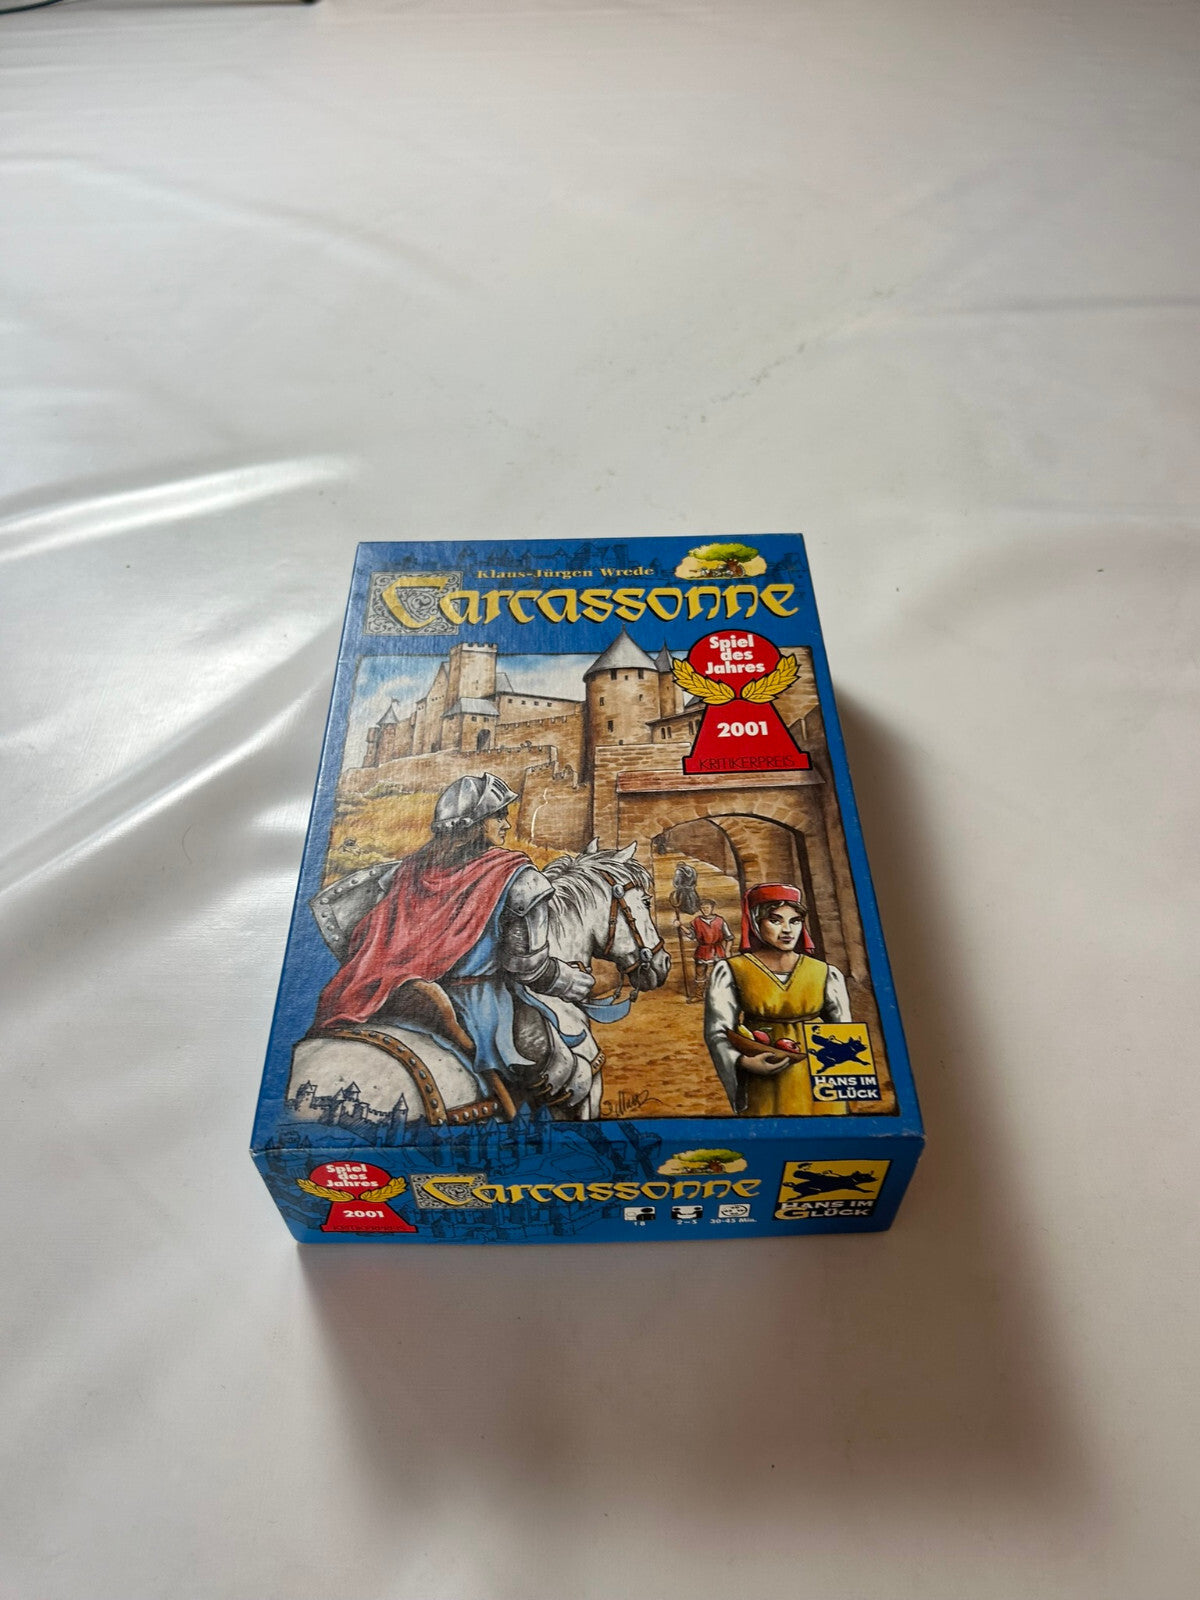 Klaus-Jürgen Wrede
Carcassonne
Spiel
des
Jahres
2001
KRITIKERPREIS
HANS IM
GLÜCK
Spiel
des
Jahres
2001
KRITIKERPREIS
Carcassonne
2-5
30-45 Min.
HANS IM
GLÜCK